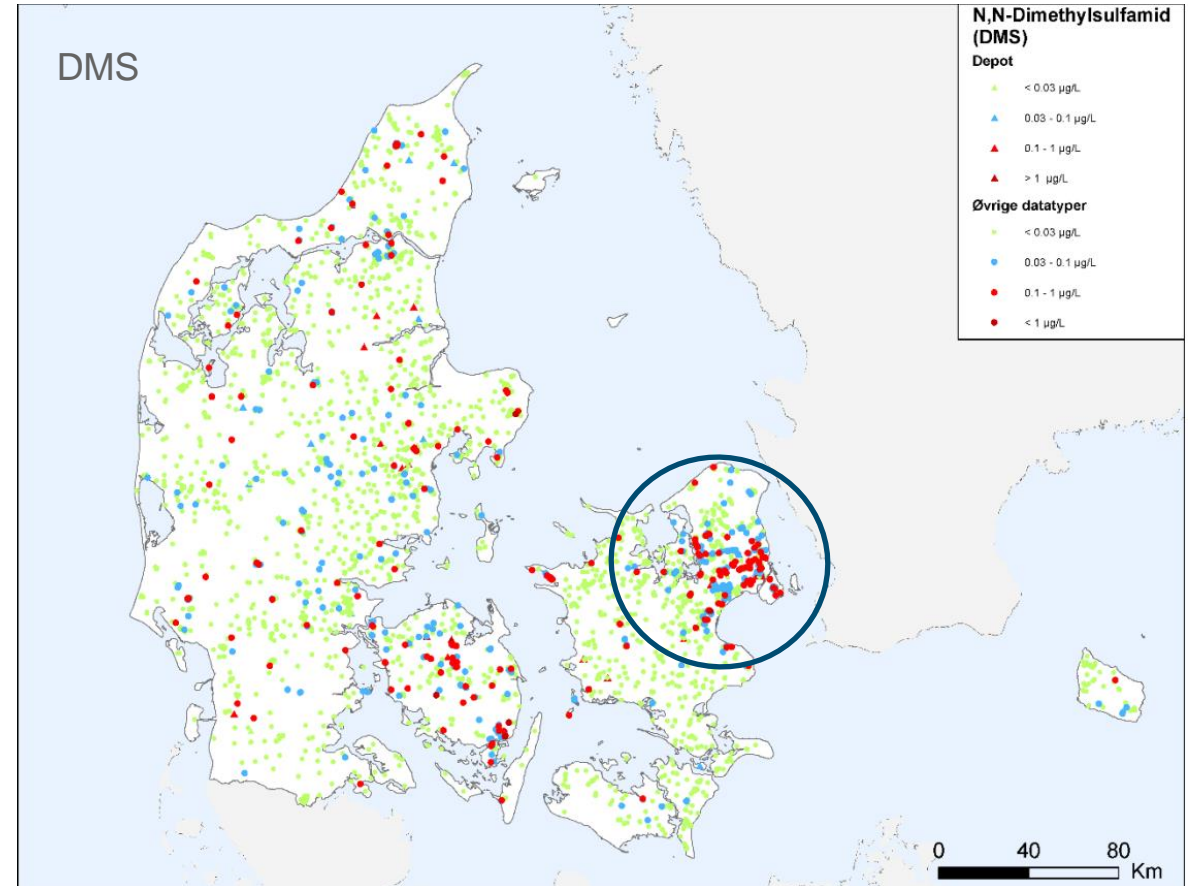 DMS
N,N-Dimethylsulfamid
(DMS)
Depot
< 0.03 µg/L
0.03 - 0.1 µg/L
0.1 - 1 µg/L
> 1 µg/L
Øvrige datatyper
< 0.03 µg/L
0.03 - 0.1 µg/L
0.1 - 1 µg/L
< 1 µg/L
0 40 80
Km